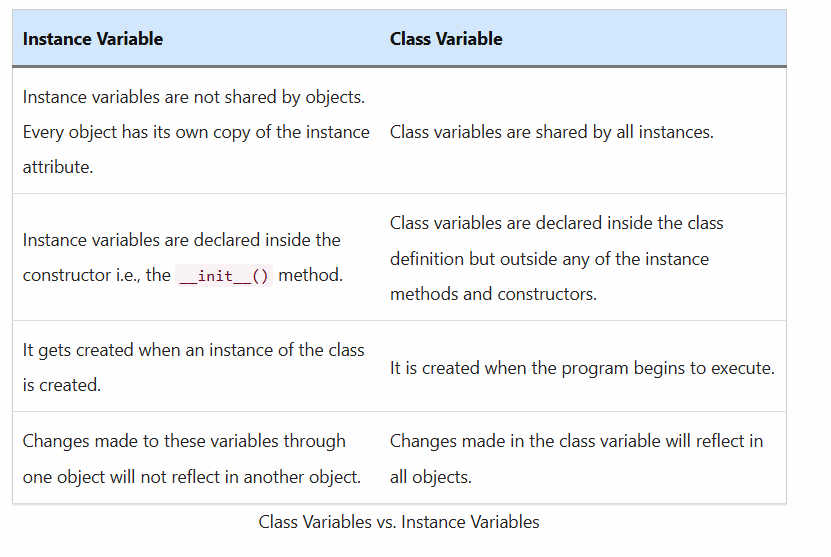 Instance Variable
Class Variable
Instance variables are not shared by objects.
Every object has its own copy of the instance
attribute.
Class variables are shared by all instances.
Instance variables are declared inside the
constructor i.e., the __init__() method.
Class variables are declared inside the class
definition but outside any of the instance
methods and constructors.
It gets created when an instance of the class
is created.
It is created when the program begins to execute.
Changes made to these variables through
one object will not reflect in another object.
Changes made in the class variable will reflect in
all objects.
Class Variables vs. Instance Variables